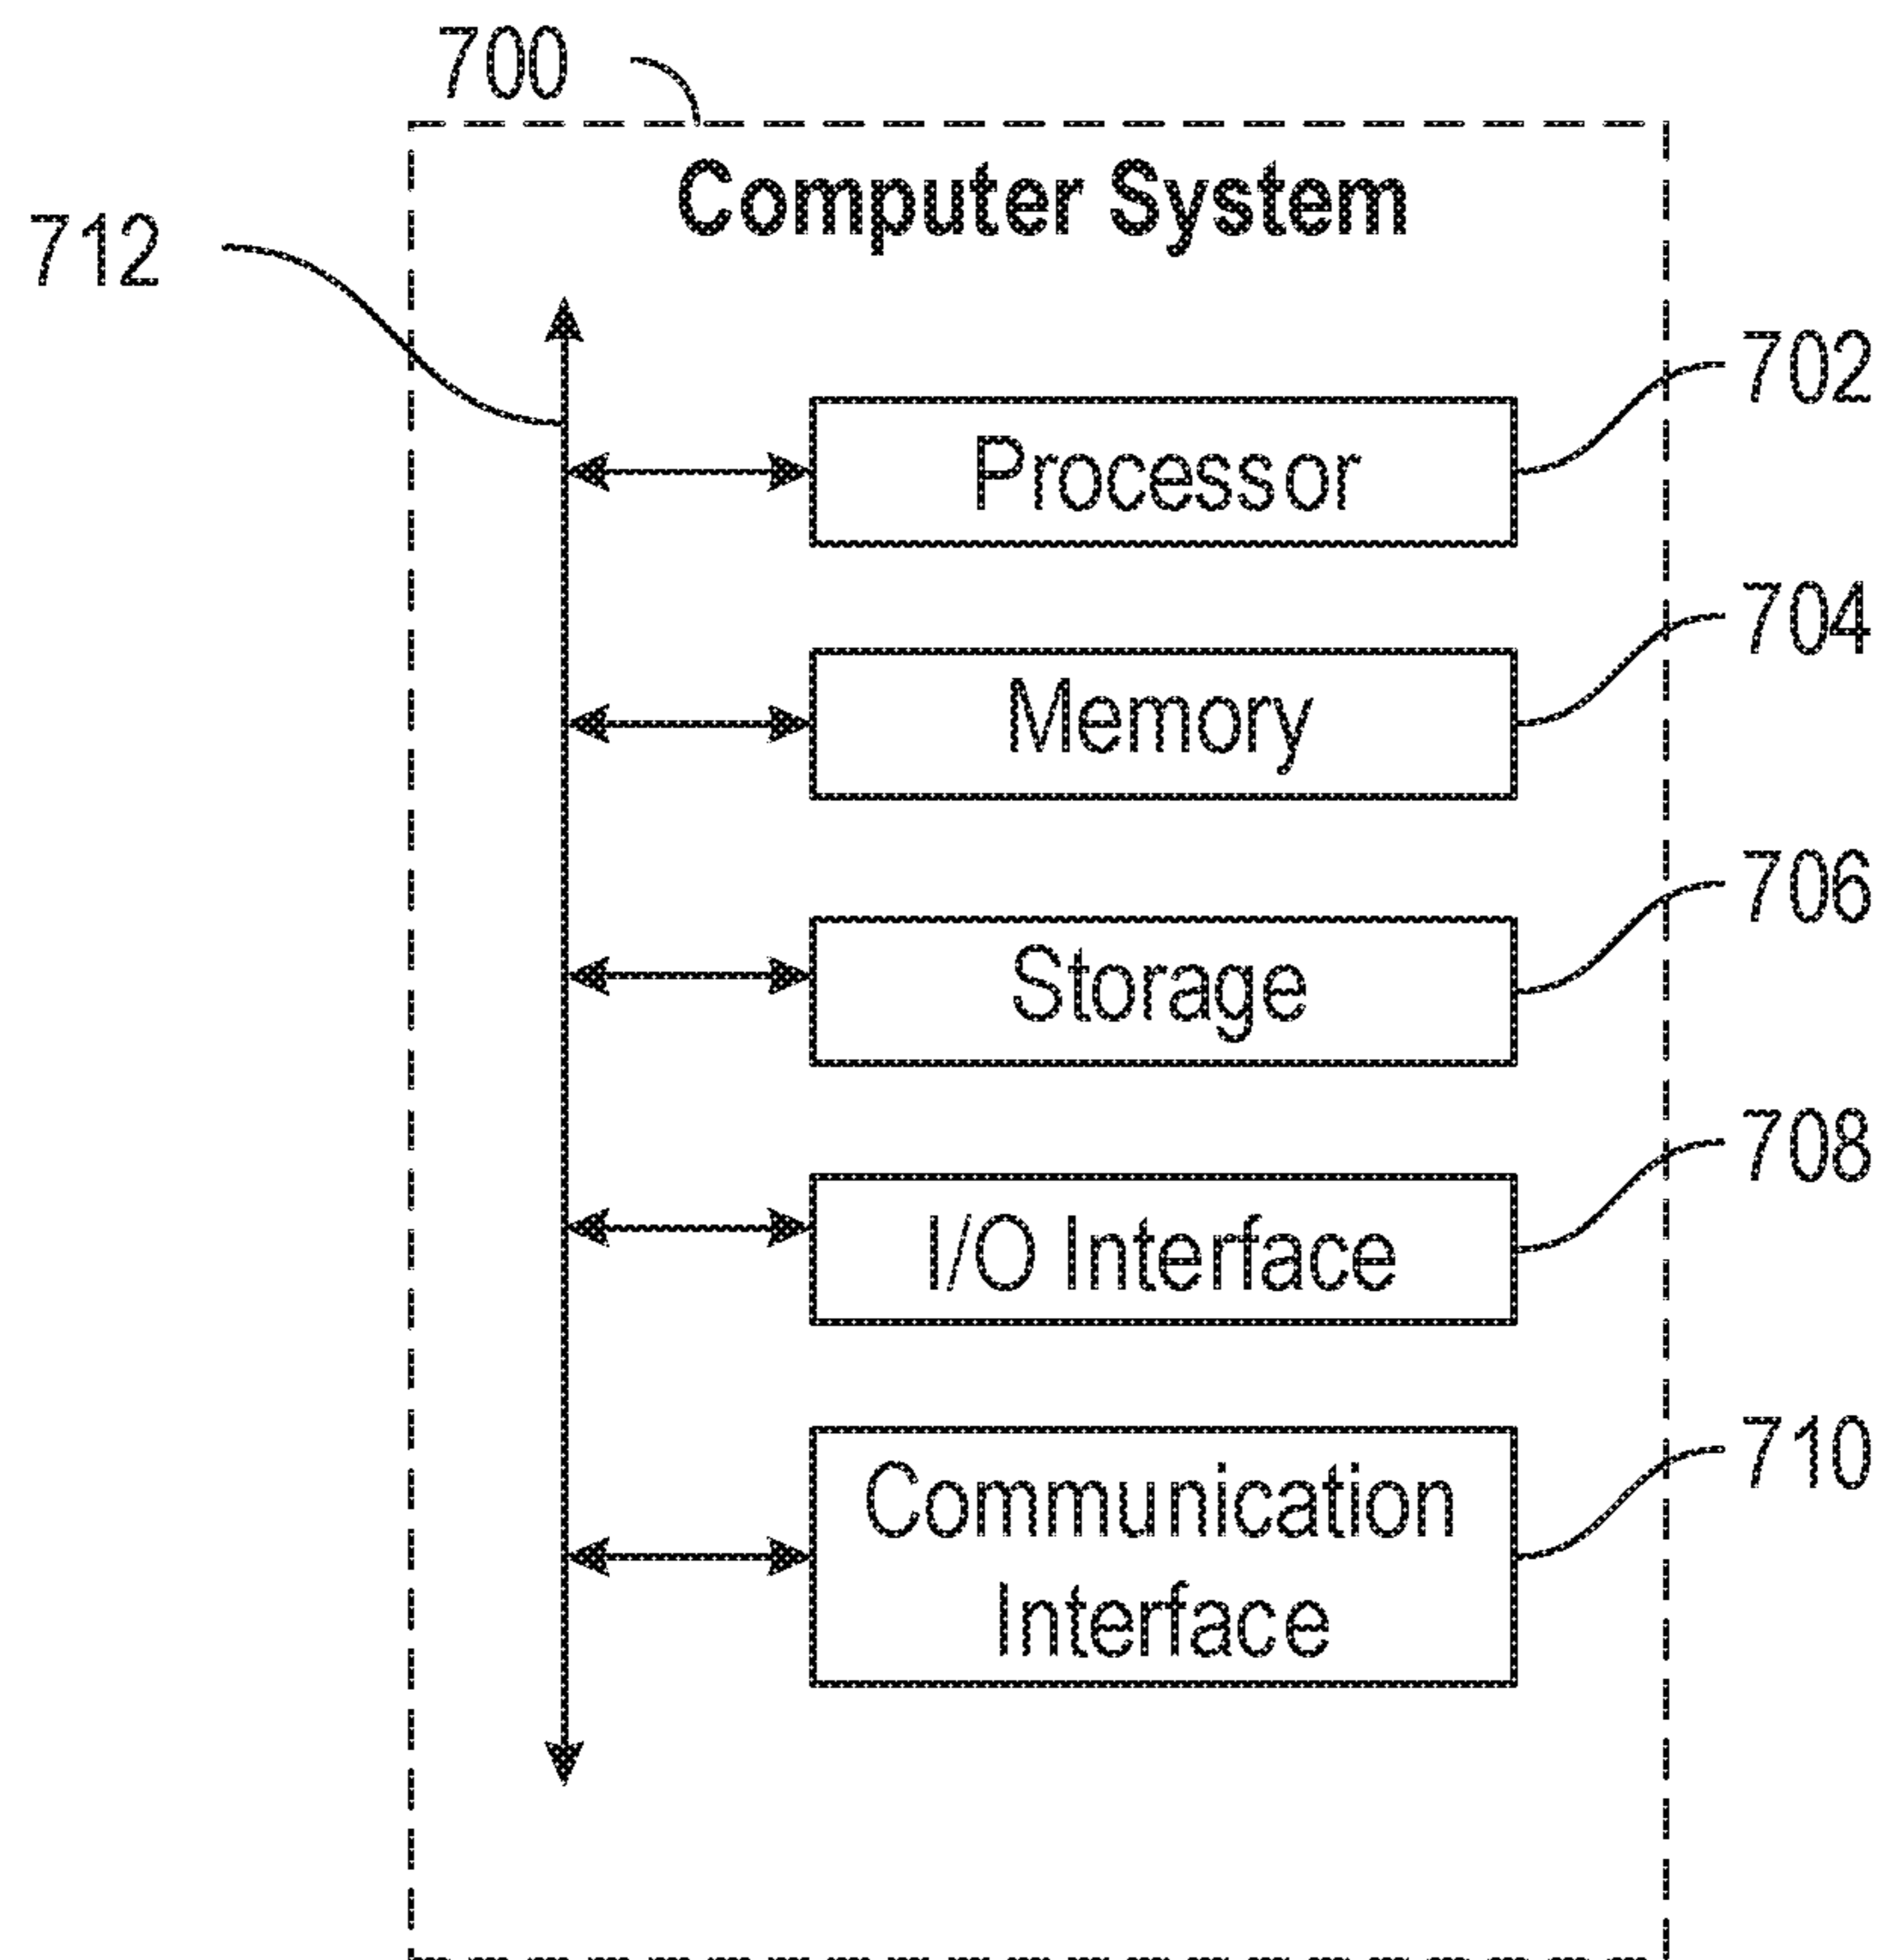 700
Computer System
712
702
Processor
704
Memory
706
Storage
708
I/O Interface
710
Communication
Interface